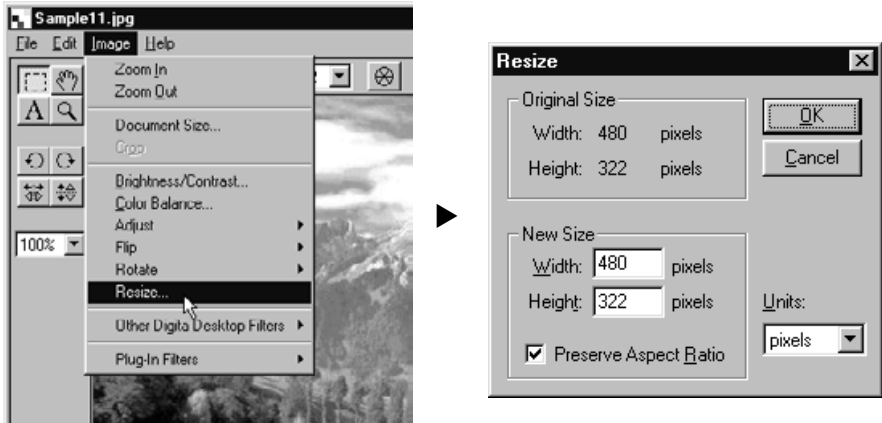 Sample11.jpg
File Edit Image Help
Zoom In
Zoom Out
Document Size...
Crop
Brightness/Contrast...
Color Balance...
Adjust
Flip
Rotate
Resize...
Other Digita Desktop Filters
Plug-In Filters
A
100%
Resize
Original Size
Width: 480 pixels
Height: 322 pixels
OK
Cancel
New Size
Width: 480 pixels
Height: 322 pixels
Preserve Aspect Ratio
Units:
pixels